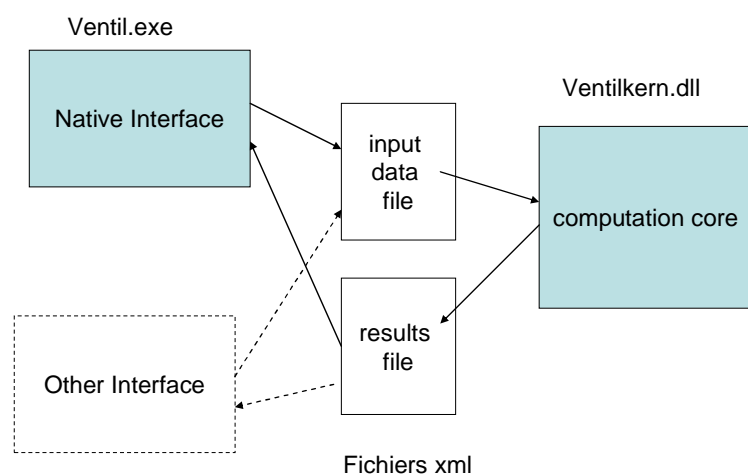 Ventil.exe
Native Interface
input
data
file
Ventilkern.dll
computation core
results
file
Other Interface
Fichiers xml